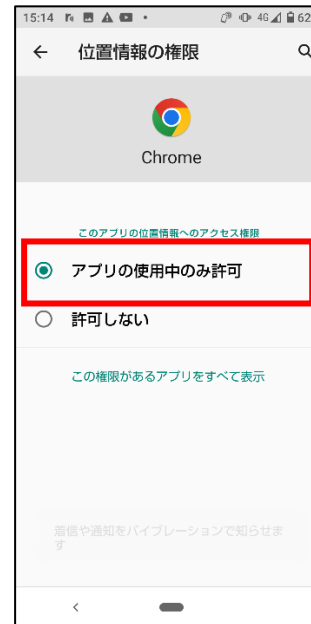 15:14 4G 62
位置情報の権限
Chrome
このアプリの位置情報へのアクセス権限
アプリの使用中のみ許可
許可しない
この権限があるアプリをすべて表示
着信や通知をバイブレーションで知らせま
す